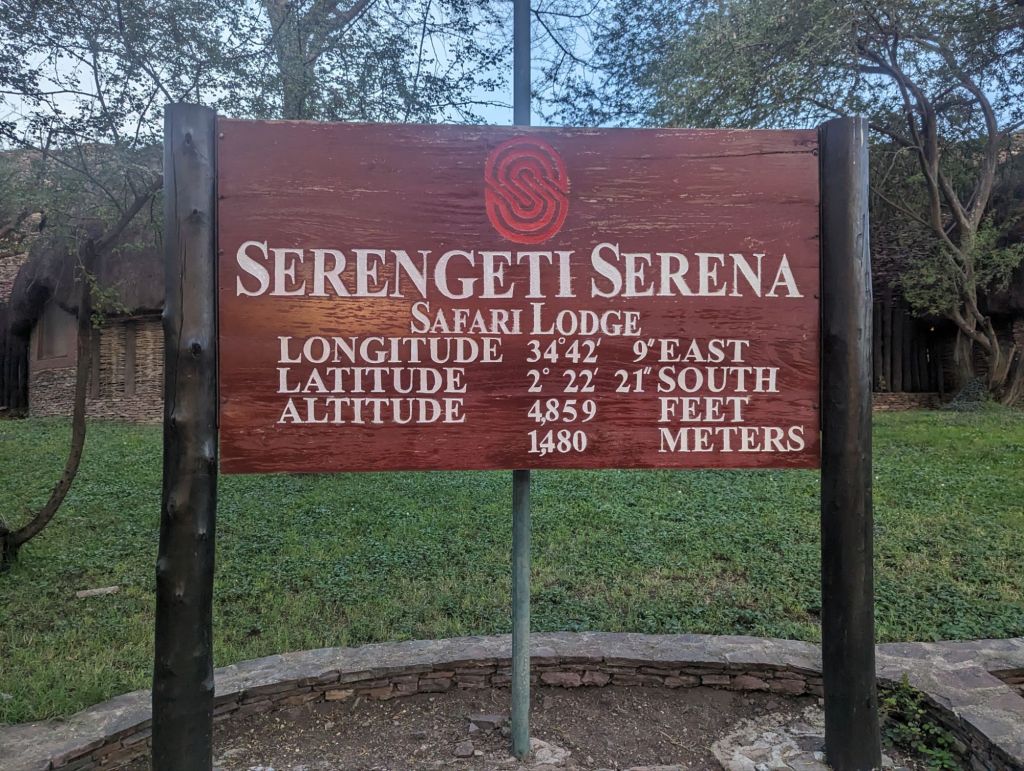 SERENGETI SERENA
SAFARI LODGE
LONGITUDE 34°42' 9" EAST
LATITUDE 2° 22' 21" SOUTH
ALTITUDE 4,859 FEET
1,480 METERS